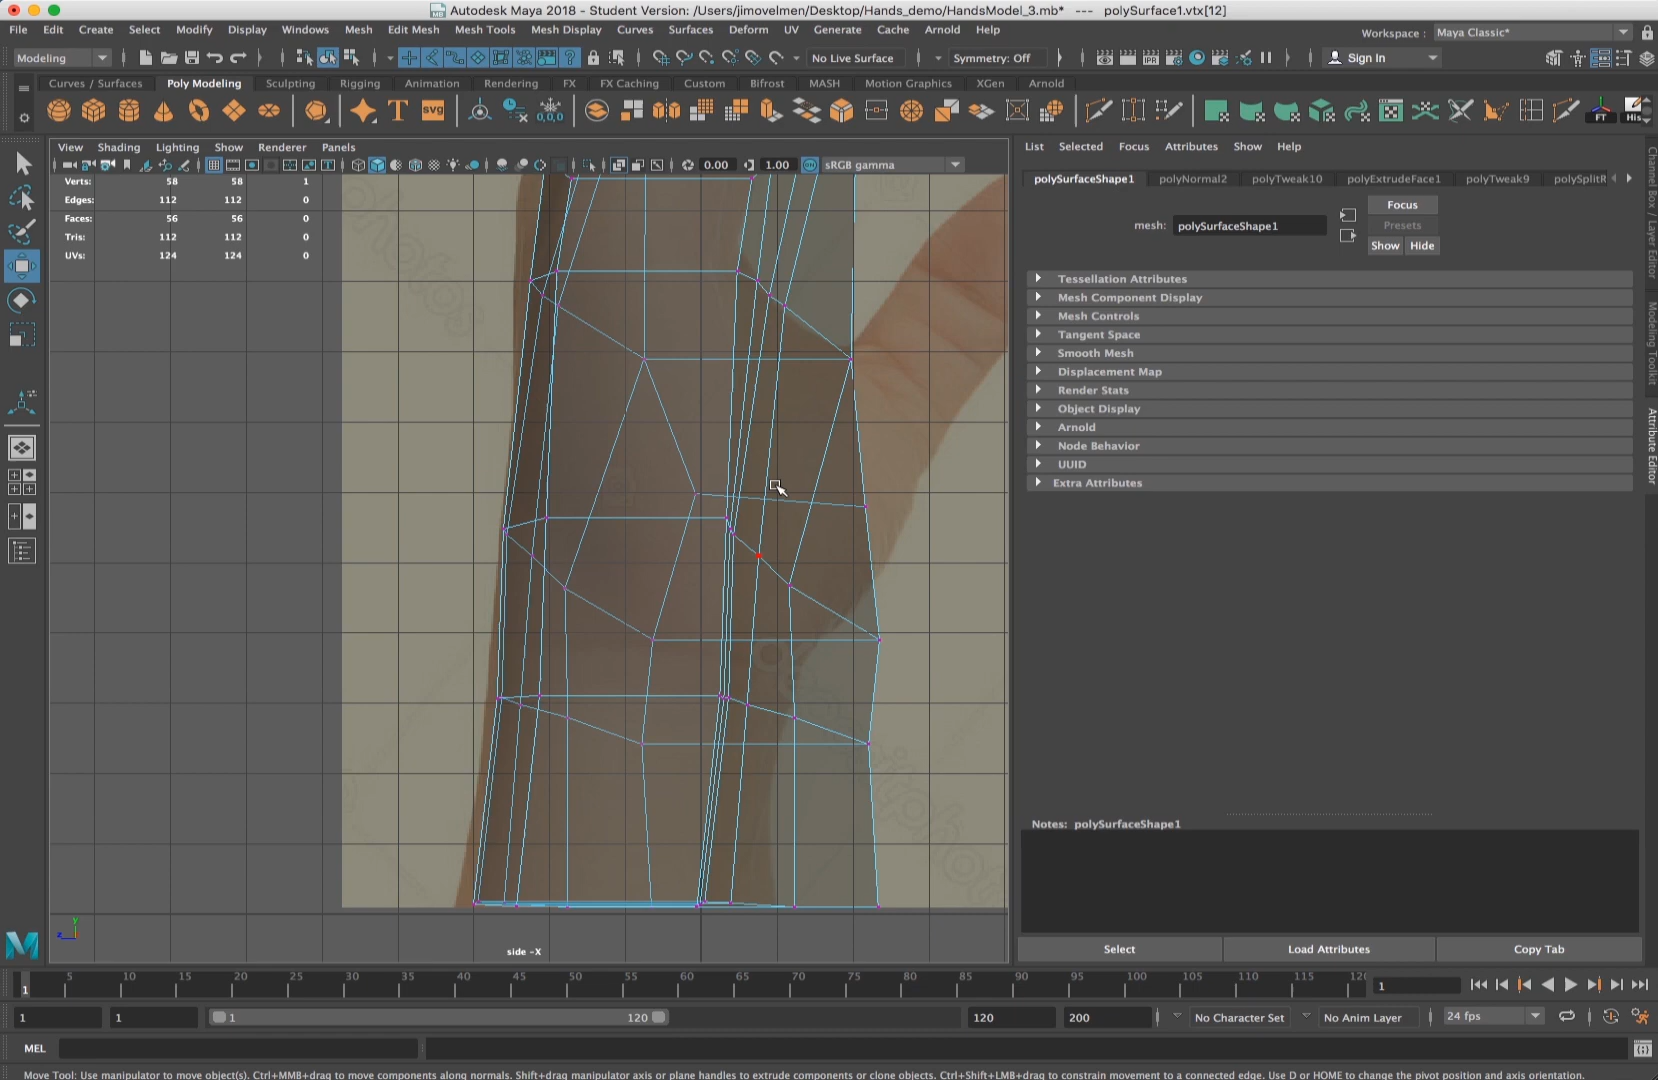 Autodesk Maya 2018 - Student Version: /Users/jimovelmen/Desktop/Hands_demo/HandsModel_3.mb* --- polySurface1.vtx[12]
File Edit Create Select Modify Display Windows Mesh Edit Mesh Mesh Tools Mesh Display Curves Surfaces Deform UV Generate Cache Arnold Help
Workspace : Maya Classic*
Modeling No Live Surface Symmetry: Off IPR Sign In
Curves / Surfaces Poly Modeling Sculpting Rigging Animation Rendering FX FX Caching Custom Bifrost MASH Motion Graphics XGen Arnold
T SVG 0,0,0 FT His
View Shading Lighting Show Renderer Panels
0.00 1.00 sRGB gamma
Verts: 58 58 1
Edges: 112 112 0
Faces: 56 56 0
Tris: 112 112 0
UVs: 124 124 0
side -X
y
z
List Selected Focus Attributes Show Help
polySurfaceShape1 polyNormal2 polyTweak10 polyExtrudeFace1 polyTweak9 polySplitR
Focus
mesh: polySurfaceShape1
Presets
Show Hide
Tessellation Attributes
Mesh Component Display
Mesh Controls
Tangent Space
Smooth Mesh
Displacement Map
Render Stats
Object Display
Arnold
Node Behavior
UUID
Extra Attributes
Notes: polySurfaceShape1
Select Load Attributes Copy Tab
Channel Box / Layer Editor
Modeling Toolkit
Attribute Editor
5 10 15 20 25 30 35 40 45 50 55 60 65 70 75 80 85 90 95 100 105 110 115 12
1 1
1 1 1 120 120 200 No Character Set No Anim Layer 24 fps
MEL
Move Tool: Use manipulator to move object(s). Ctrl+MMB+drag to move components along normals. Shift+drag manipulator axis or plane handles to extrude components or clone objects. Ctrl+Shift+LMB+drag to constrain movement to a connected edge. Use D or HOME to change the pivot position and axis orientation.